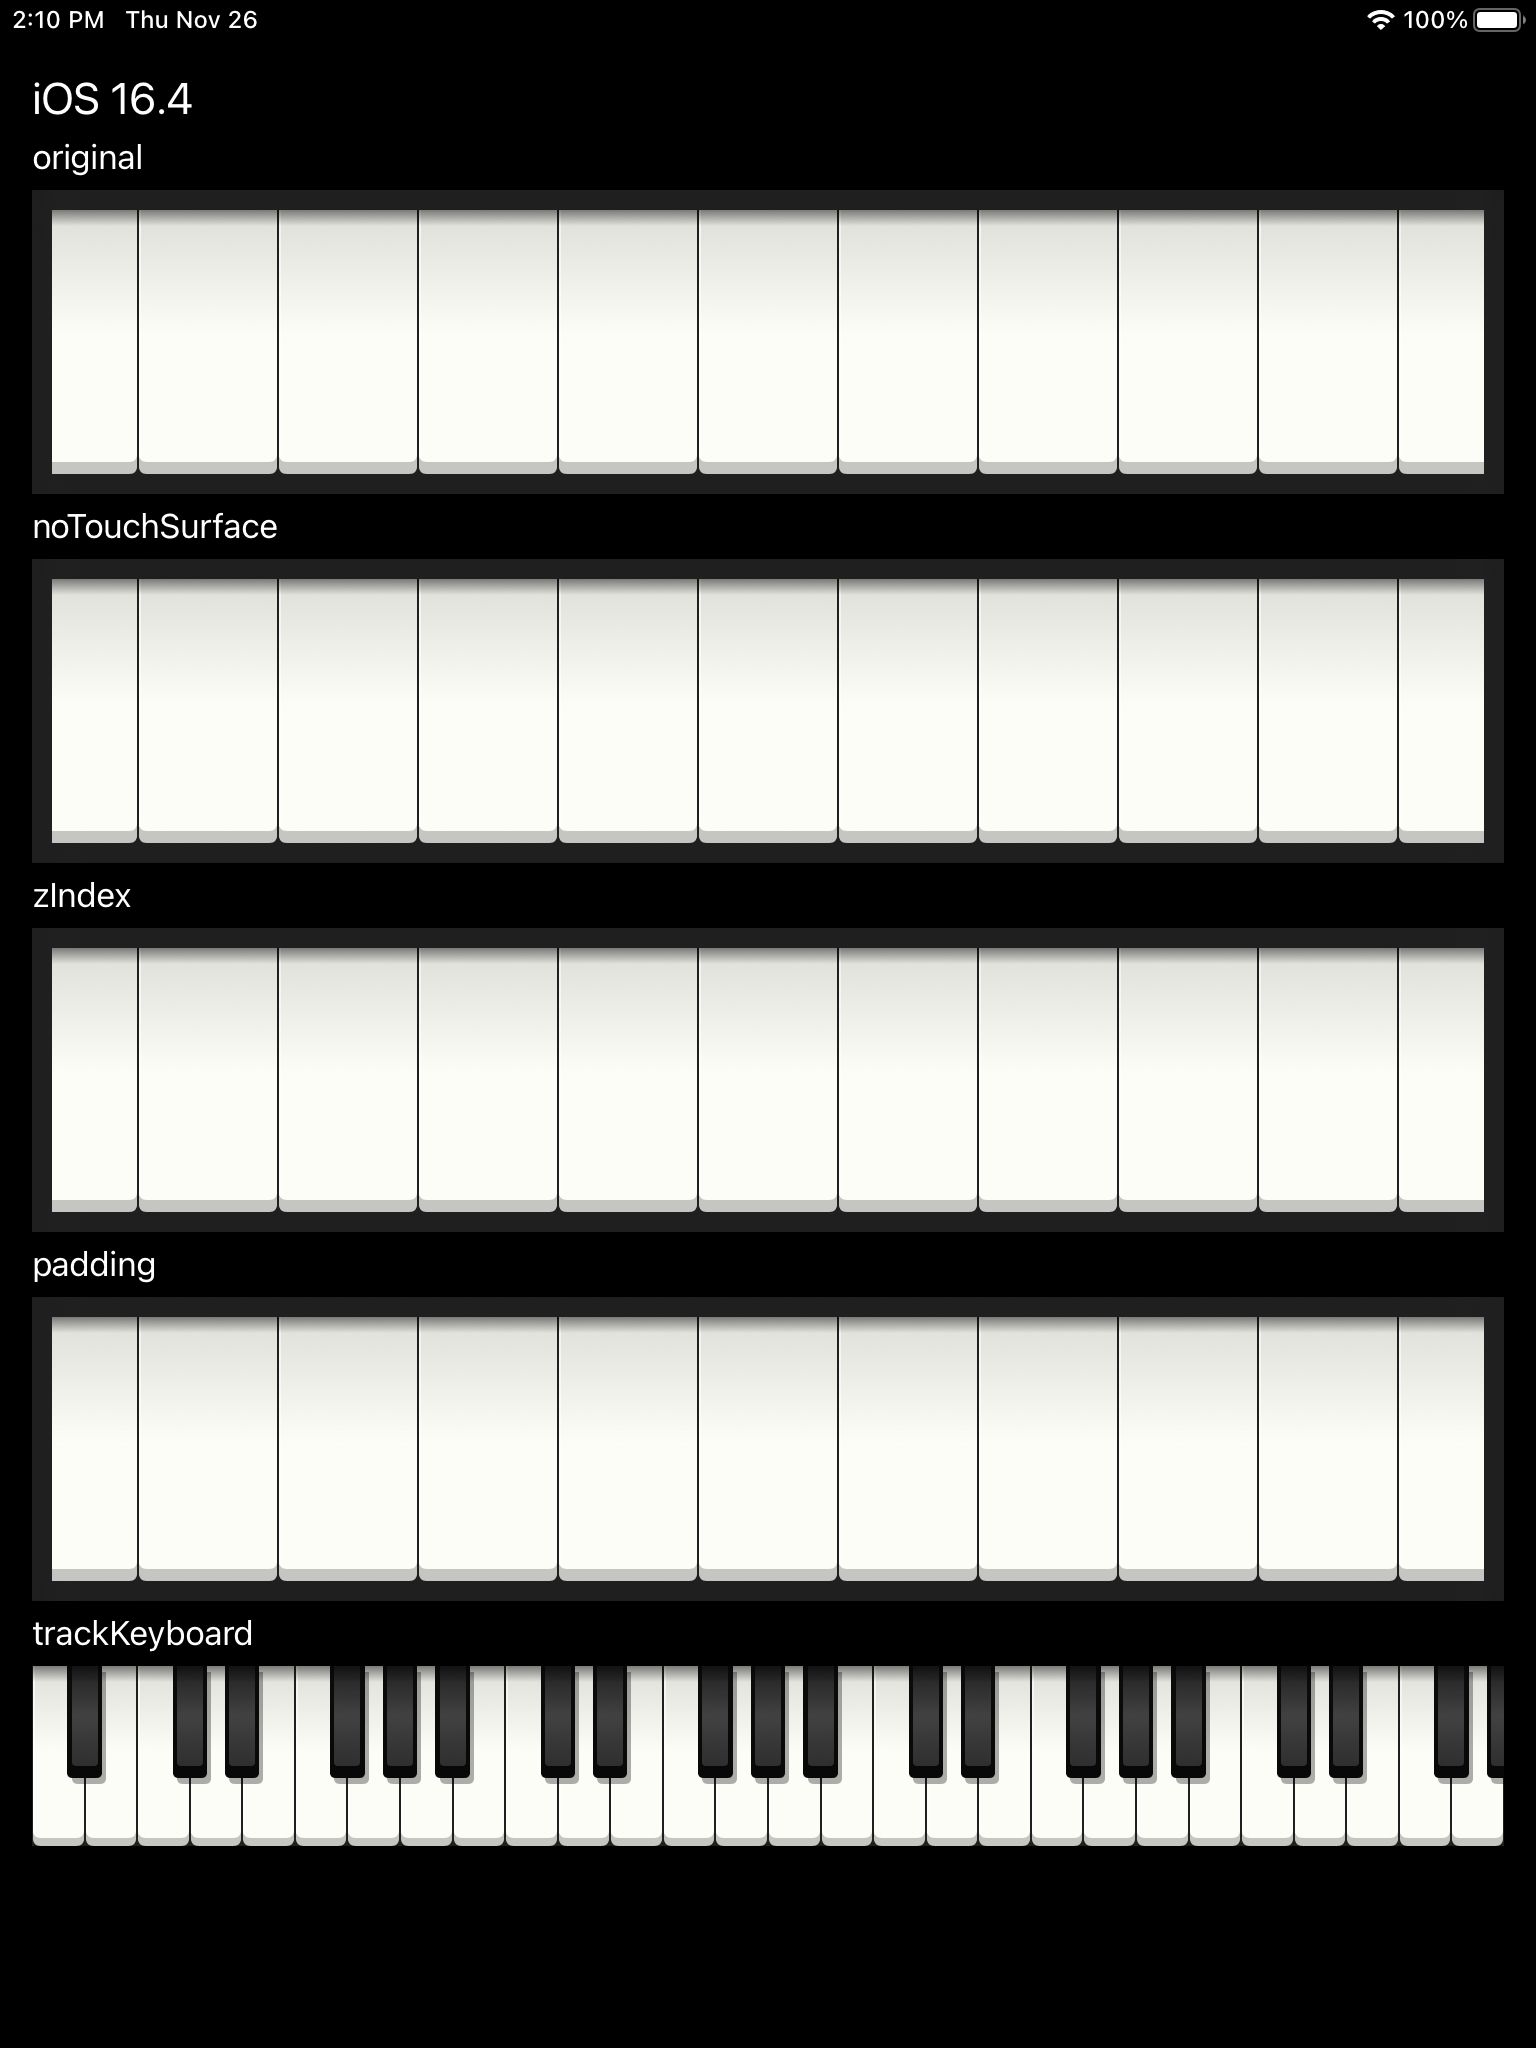 2:10 PM Thu Nov 26 100%
iOS 16.4
original
noTouchSurface
zIndex
padding
trackKeyboard